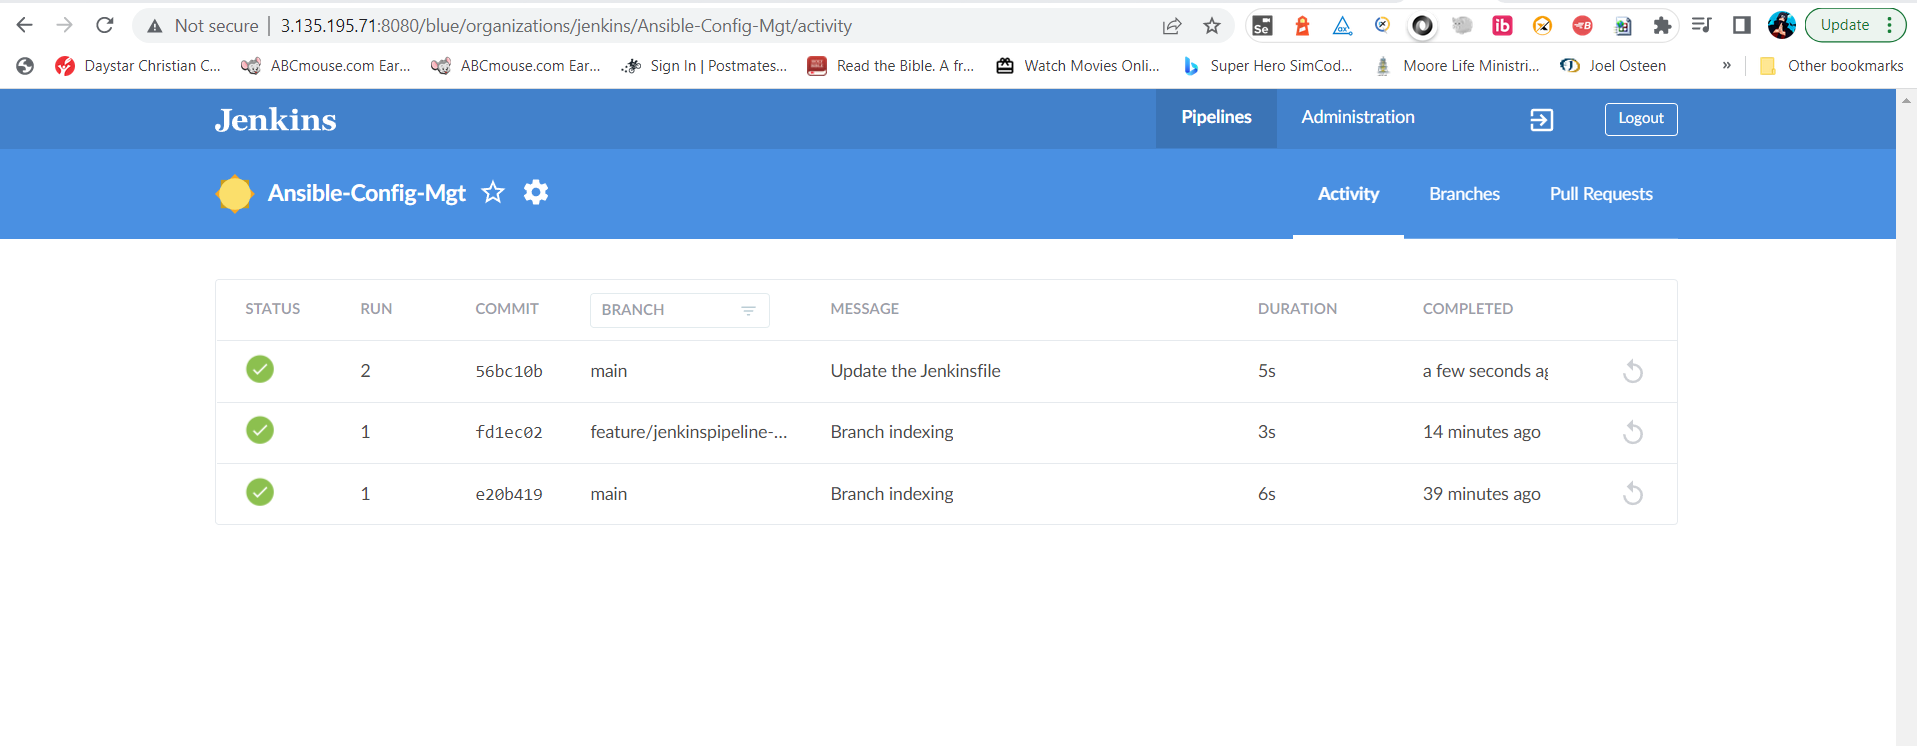 Not secure | 3.135.195.71:8080/blue/organizations/jenkins/Ansible-Config-Mgt/activity
Se ax ib B Update
Daystar Christian C... ABCmouse.com Ear... ABCmouse.com Ear... Sign In | Postmates... Read the Bible. A fr... Watch Movies Onli... Super Hero SimCod... Moore Life Ministri... Joel Osteen » Other bookmarks
Jenkins Pipelines Administration Logout
Ansible-Config-Mgt Activity Branches Pull Requests
STATUS RUN COMMIT BRANCH MESSAGE DURATION COMPLETED
2 56bc10b main Update the Jenkinsfile 5s a few seconds ag
1 fd1ec02 feature/jenkinspipeline-... Branch indexing 3s 14 minutes ago
1 e20b419 main Branch indexing 6s 39 minutes ago